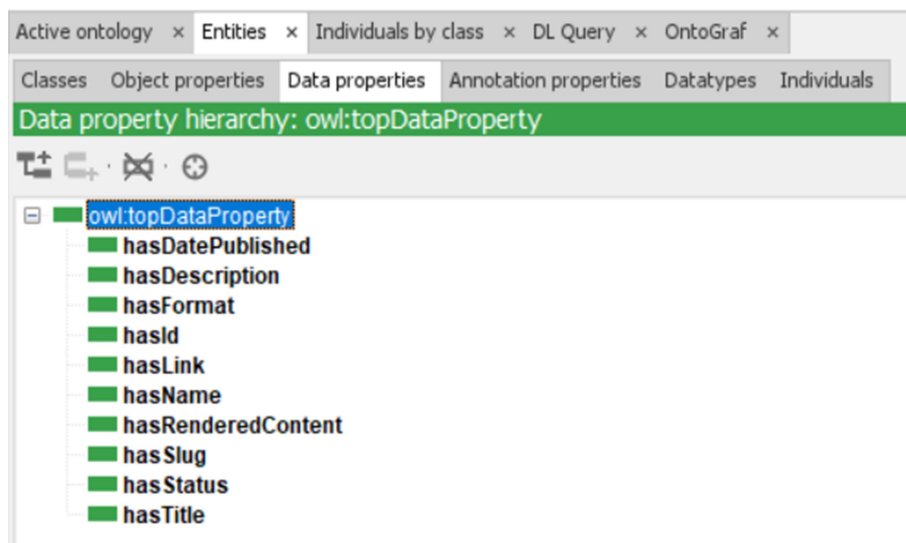 Active ontology × Entities × Individuals by class × DL Query × OntoGraf ×
Classes Object properties Data properties Annotation properties Datatypes Individuals
Data property hierarchy: owl:topDataProperty
owl:topDataProperty
hasDatePublished
hasDescription
hasFormat
hasId
hasLink
hasName
hasRenderedContent
hasSlug
hasStatus
hasTitle